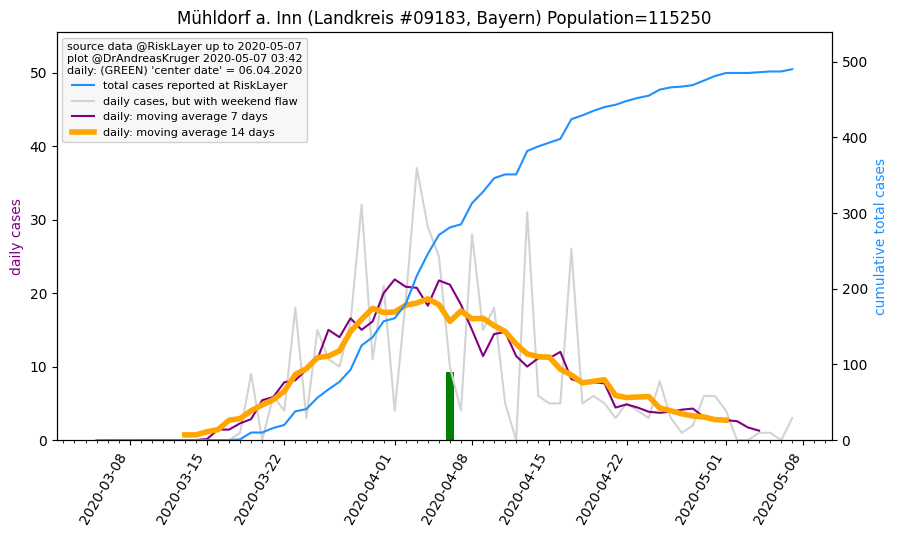 Mühldorf a. Inn (Landkreis #09183, Bayern) Population=115250
source data @RiskLayer up to 2020-05-07
plot @DrAndreasKruger 2020-05-07 03:42
daily: (GREEN) 'center date' = 06.04.2020
total cases reported at RiskLayer
daily cases, but with weekend flaw
daily: moving average 7 days
daily: moving average 14 days
daily cases
50
40
30
20
10
0
cumulative total cases
500
400
300
200
100
0
2020-03-08
2020-03-15
2020-03-22
2020-04-01
2020-04-08
2020-04-15
2020-04-22
2020-05-01
2020-05-08